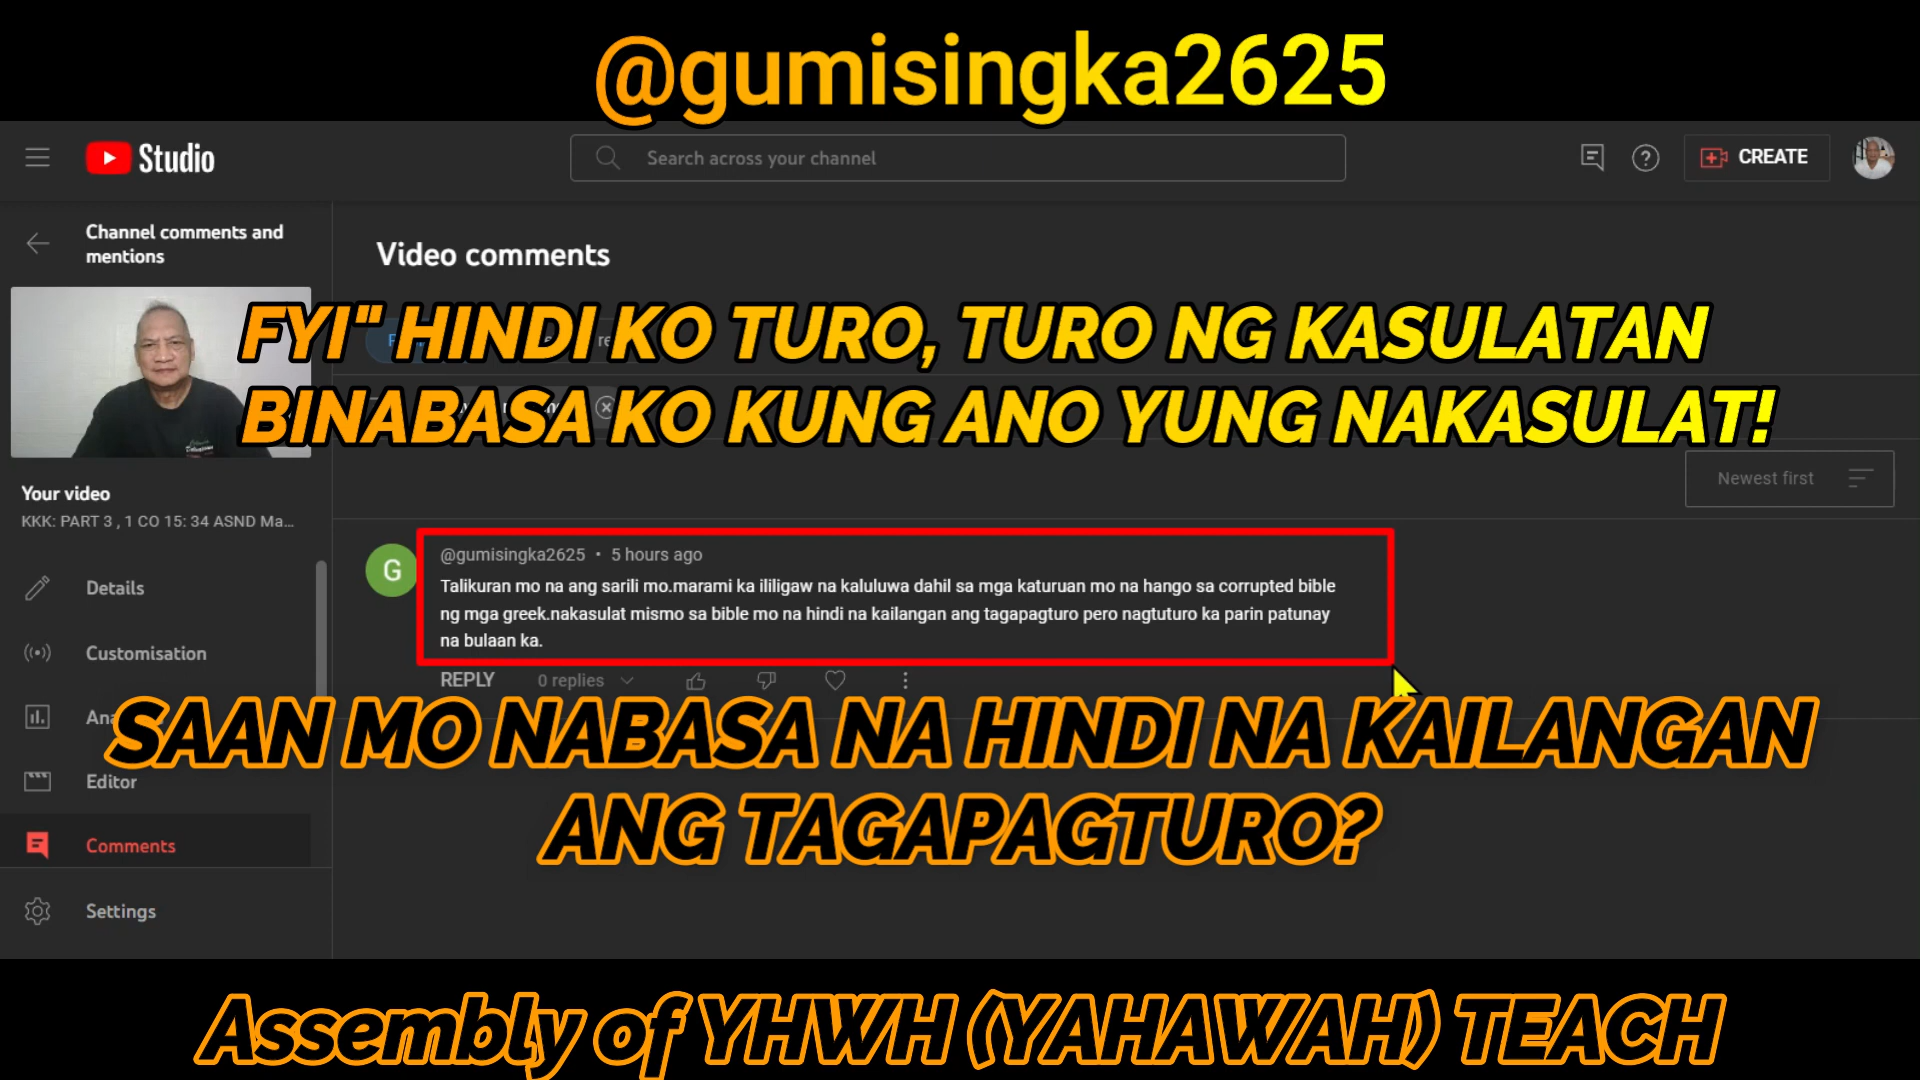 @gumisingka2625
Studio
Search across your channel
?
CREATE
Channel comments and
mentions
Video comments
FYI" HINDI KO TURO, TURO NG KASULATAN
BINABASA KO KUNG ANO YUNG NAKASULAT!
Newest first
Your video
KKK: PART 3 , 1 CO 15: 34 ASND Ma...
G
@gumisingka2625 • 5 hours ago
Talikuran mo na ang sarili mo.marami ka ililigaw na kaluluwa dahil sa mga katuruan mo na hango sa corrupted bible
ng mga greek.nakasulat mismo sa bible mo na hindi na kailangan ang tagapagturo pero nagtuturo ka parin patunay
na bulaan ka.
REPLY 0 replies
Details
Customisation
SAAN MO NABASA NA HINDI NA KAILANGAN
ANG TAGAPAGTURO?
Editor
Comments
Settings
Assembly of YHWH (YAHAWAH) TEACH